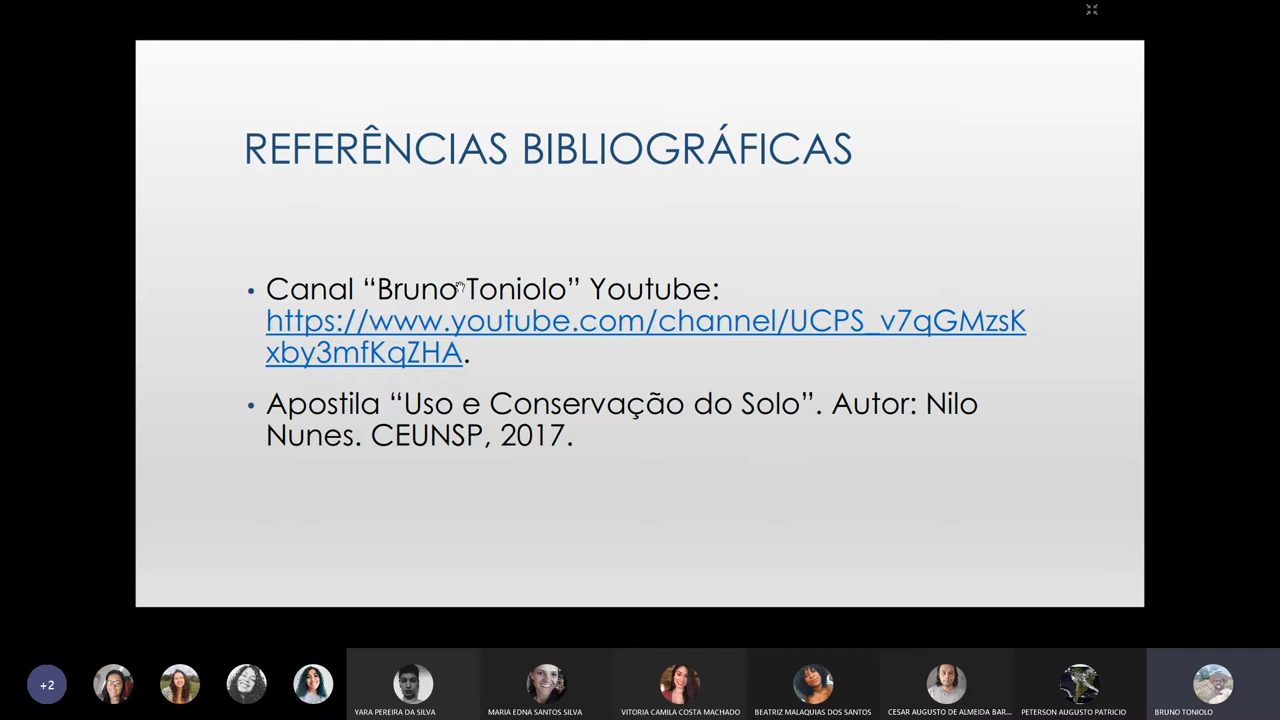 REFERÊNCIAS BIBLIOGRÁFICAS
• Canal “Bruno Toniolo” Youtube:
https://www.youtube.com/channel/UCPS_v7qGMzsK
xby3mfKqZHA.
• Apostila “Uso e Conservação do Solo”. Autor: Nilo
Nunes. CEUNSP, 2017.
+2
YARA PEREIRA DA SILVA
MARIA EDNA SANTOS SILVA
VITORIA CAMILA COSTA MACHADO
BEATRIZ MALAQUIAS DOS SANTOS
CESAR AUGUSTO DE ALMEIDA BAR...
PETERSON AUGUSTO PATRICIO
BRUNO TONIOLO